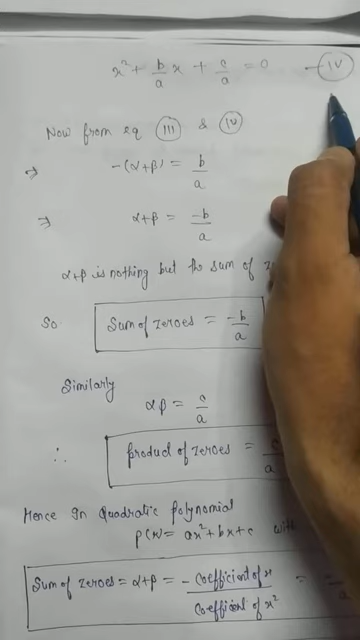 x² + b/a x + c/a = 0 — (IV)
Now from eq (III) & (IV)
⇒ -(α+β) = b/a
⇒ α+β = -b/a
α+β is nothing but the sum of
So Sum of zeroes = -b/a
Similarly
αβ = c/a
∴ product of zeroes = c/a
Hence In Quadratic polynomial
p(x) = ax²+bx+c with
Sum of zeroes = α+β = -coefficient of x / coefficient of x² =